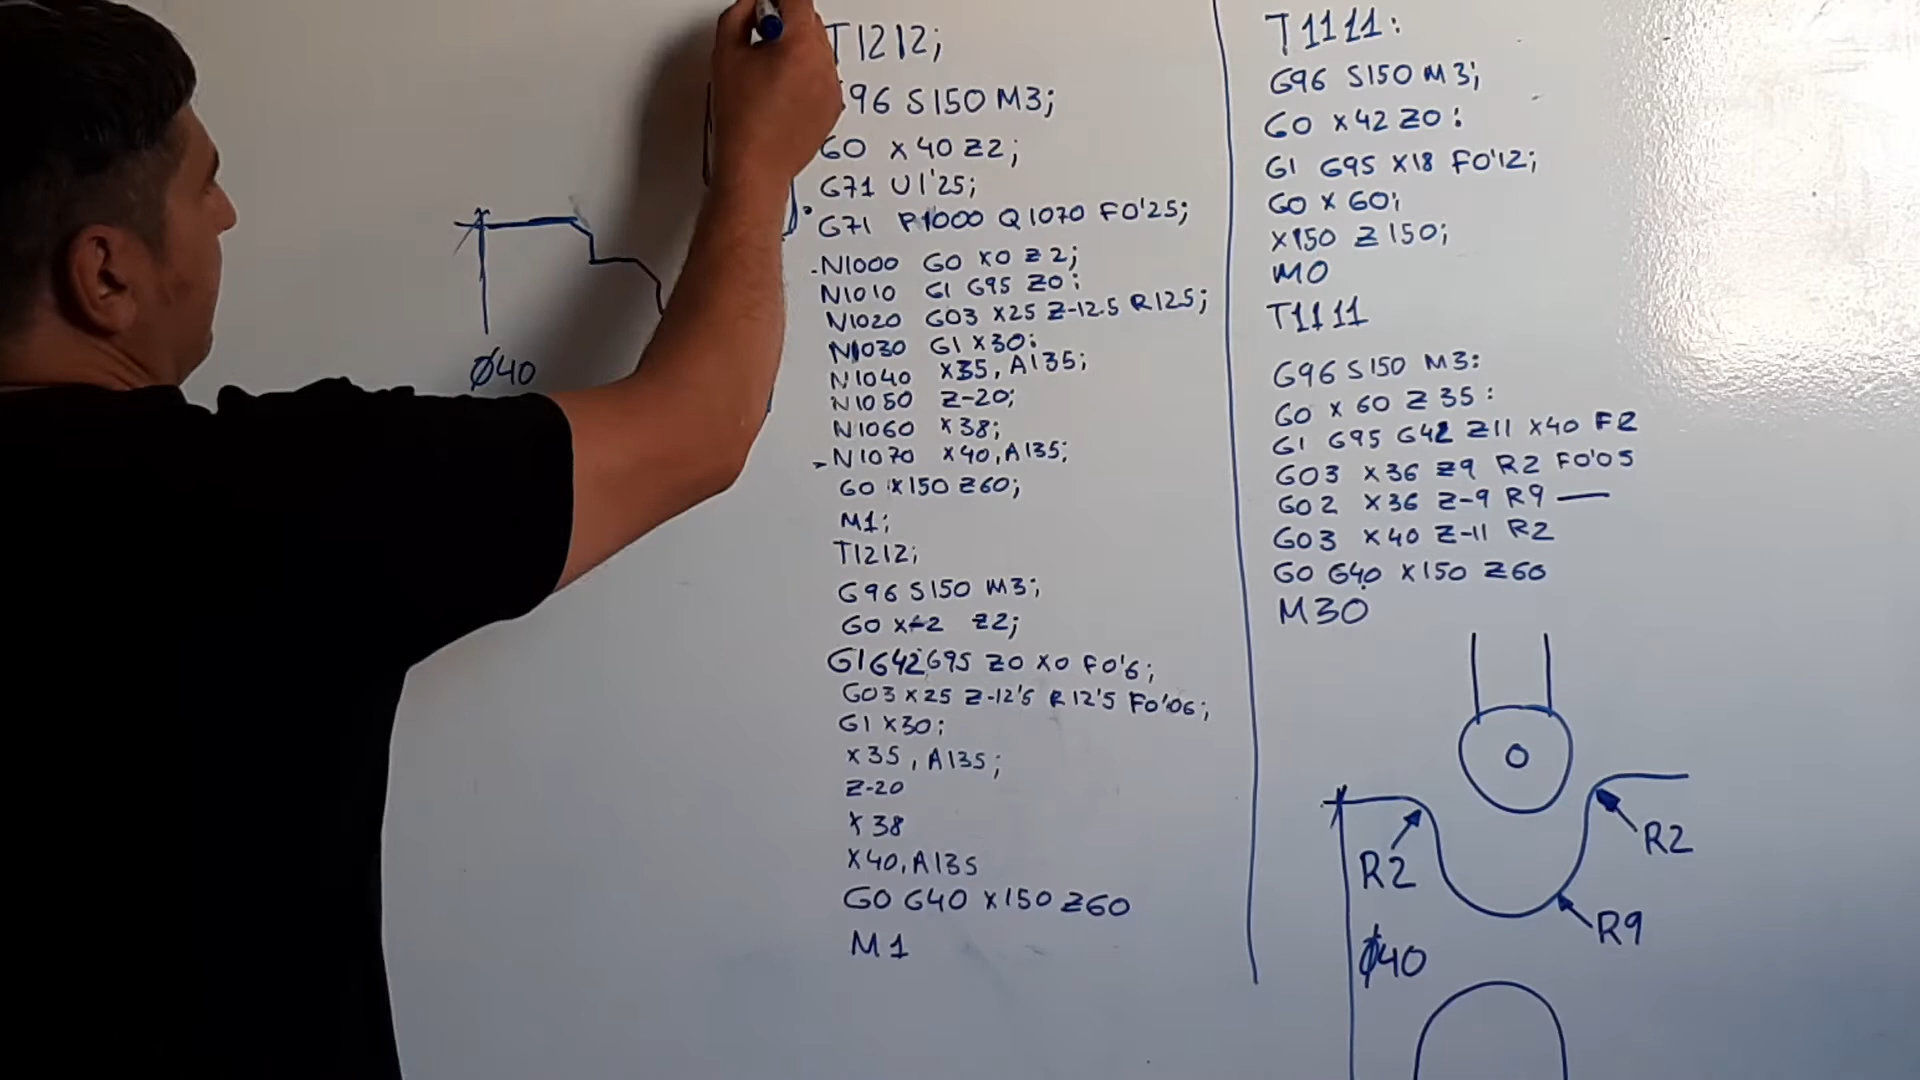 T1212;
G96 S150 M3;
G0 X40 Z2;
G71 U1'25;
G71 P1000 Q1070 F0'25;
N1000 G0 X0 Z2;
N1010 G1 G95 Z0:
N1020 G03 X25 Z-12.5 R12.5;
N1030 G1 X30:
N1040 X35, A135;
N1050 Z-20;
N1060 X38;
N1070 X40, A135;
G0 X150 Z60;
M1;
T1212;
G96 S150 M3;
G0 X-2 Z2;
G1 G42 G95 Z0 X0 F0'6;
G03 X25 Z-12'5 R12'5 F0'06;
G1 X30;
X35, A135;
Z-20
X38
X40, A135
G0 G40 X150 Z60
M1
T1111:
G96 S150 M3;
G0 X42 Z0:
G1 G95 X18 F0'12;
G0 X60;
X150 Z150;
M0
T1111
G96 S150 M3:
G0 X60 Z35:
G1 G95 G42 Z11 X40 F2
G03 X36 Z9 R2 F0'05
G02 X36 Z-9 R9 —
G03 X40 Z-11 R2
G0 G40 X150 Z60
M30
Ø40
R2
R2
R9
Ø40